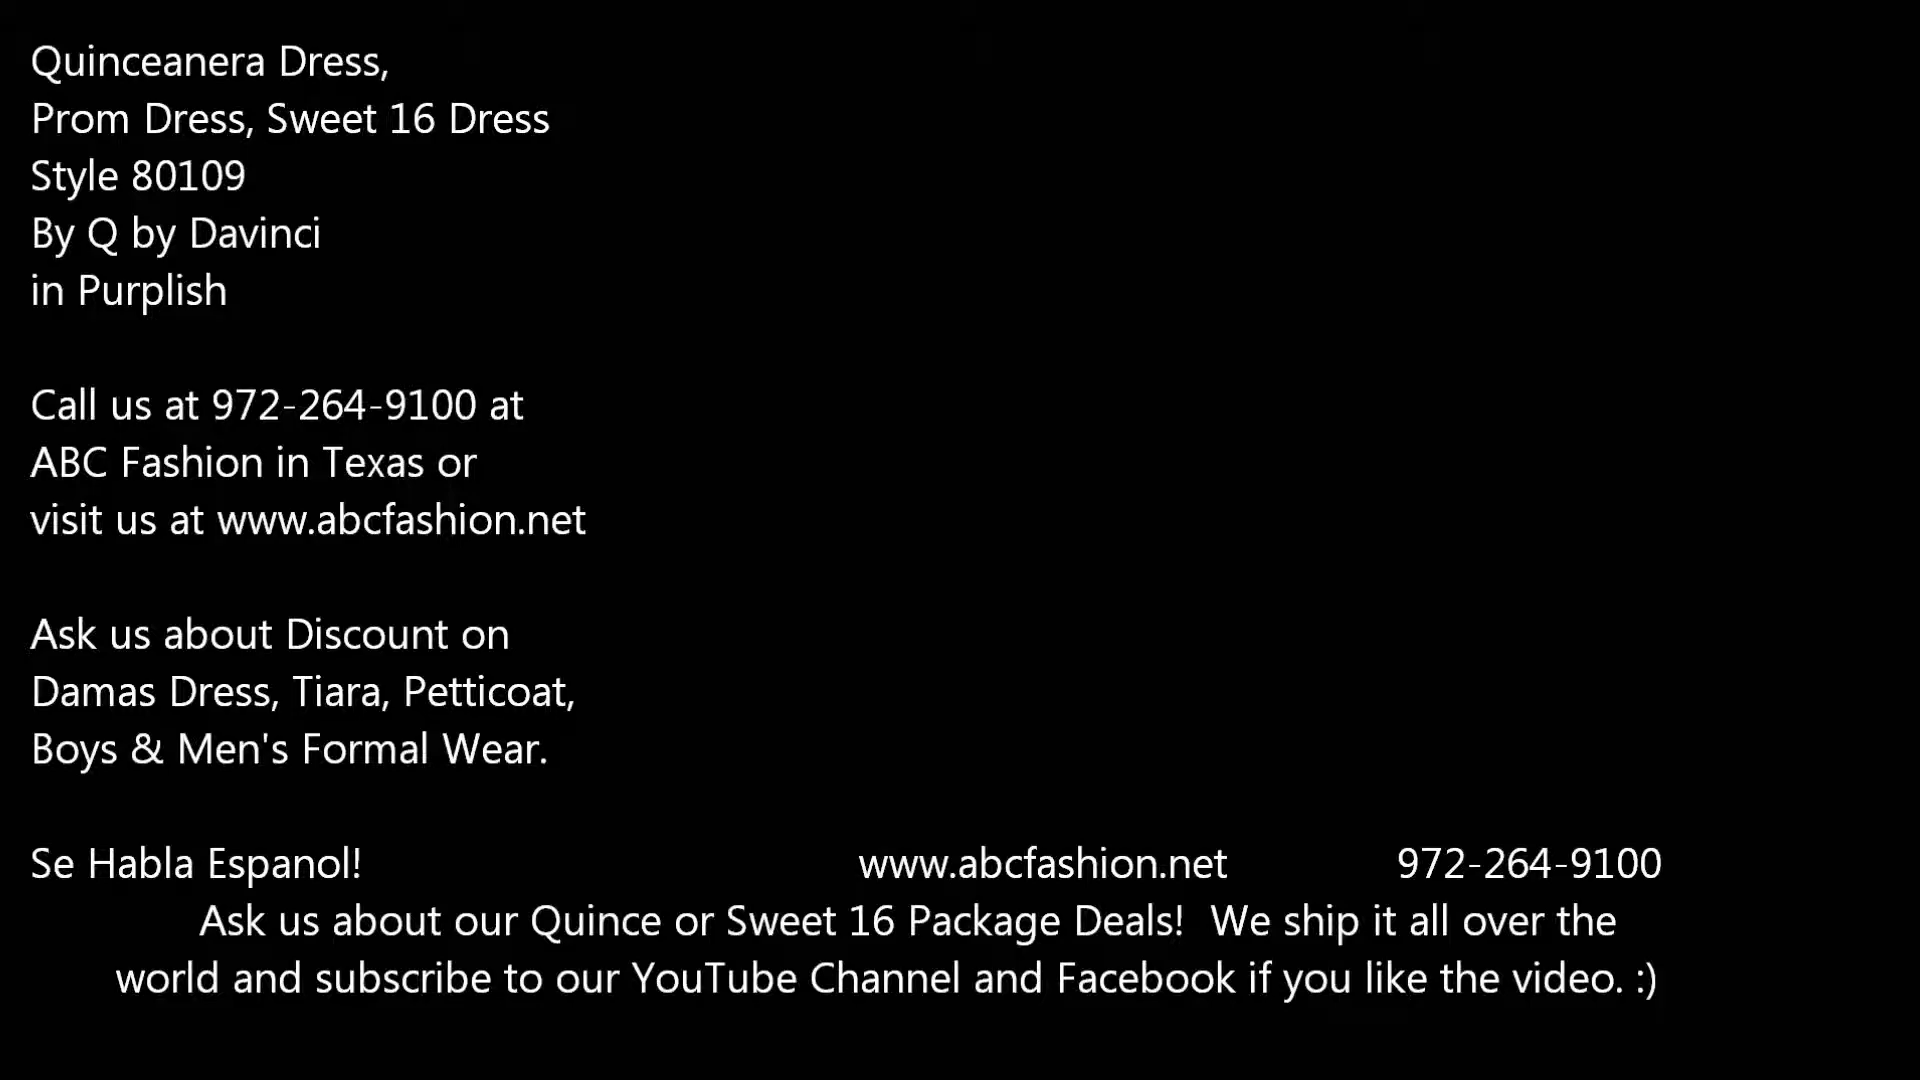 Quinceanera Dress,
Prom Dress, Sweet 16 Dress
Style 80109
By Q by Davinci
in Purplish
Call us at 972-264-9100 at
ABC Fashion in Texas or
visit us at www.abcfashion.net
Ask us about Discount on
Damas Dress, Tiara, Petticoat,
Boys & Men's Formal Wear.
Se Habla Espanol! www.abcfashion.net 972-264-9100
Ask us about our Quince or Sweet 16 Package Deals! We ship it all over the
world and subscribe to our YouTube Channel and Facebook if you like the video. :)